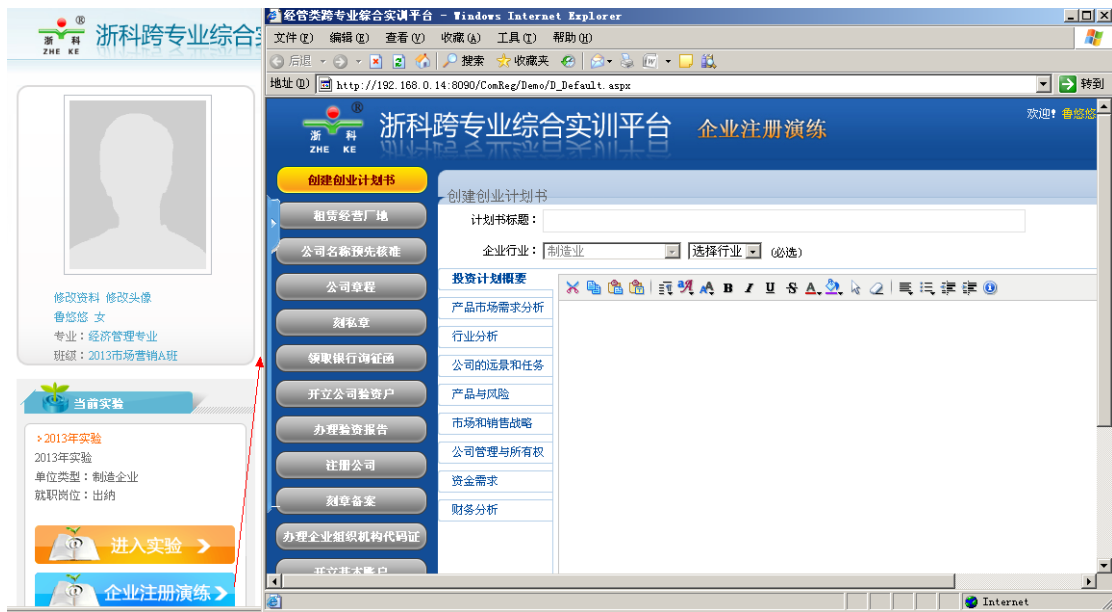 浙科
ZHE KE
®
浙科跨专业综合
修改资料 修改头像
鲁悠悠 女
专业：经济管理专业
班级：2013市场营销A班
当前实验
>2013年实验
2013年实验
单位类型：制造企业
就职岗位：出纳
进入实验
企业注册演练
经管类跨专业综合实训平台 - Windows Internet Explorer
文件(F) 编辑(E) 查看(V) 收藏(A) 工具(T) 帮助(H)
后退 搜索 收藏夹
地址(D) http://192.168.0.14:8090/ComReg/Demo/D_Default.aspx 转到
浙科
ZHE KE
®
浙科跨专业综合实训平台 企业注册演练
欢迎! 鲁悠悠
创建创业计划书
租赁经营厂地
公司名称预先核准
公司章程
刻私章
领取银行询征函
开立公司验资户
办理验资报告
注册公司
刻章备案
办理企业组织机构代码证
开立基本账户
创建创业计划书
计划书标题：
企业行业： 制造业 选择行业 (必选)
投资计划概要
产品市场需求分析
行业分析
公司的远景和任务
产品与风险
市场和销售战略
公司管理与所有权
资金需求
财务分析
B I U S A
Internet